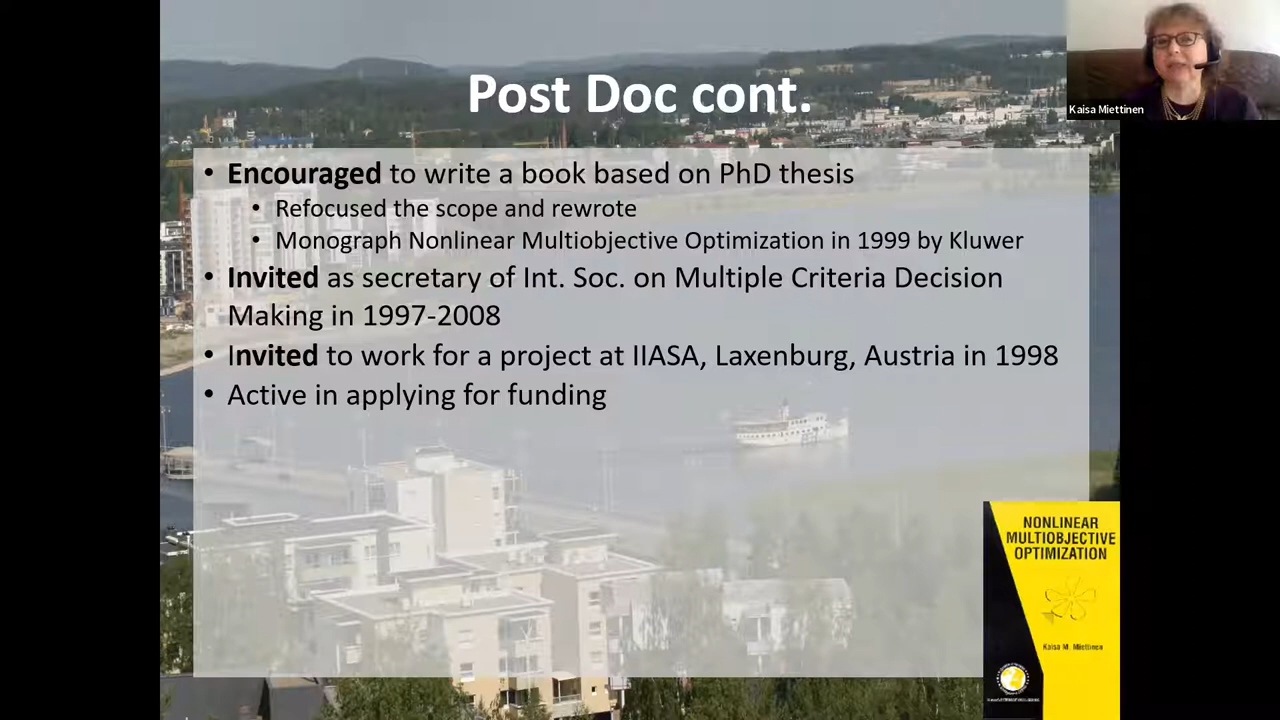 Post Doc cont.
Kaisa Miettinen
• Encouraged to write a book based on PhD thesis
• Refocused the scope and rewrote
• Monograph Nonlinear Multiobjective Optimization in 1999 by Kluwer
• Invited as secretary of Int. Soc. on Multiple Criteria Decision
Making in 1997-2008
• Invited to work for a project at IIASA, Laxenburg, Austria in 1998
• Active in applying for funding
NONLINEAR
MULTIOBJECTIVE
OPTIMIZATION
Kaisa M. Miettinen